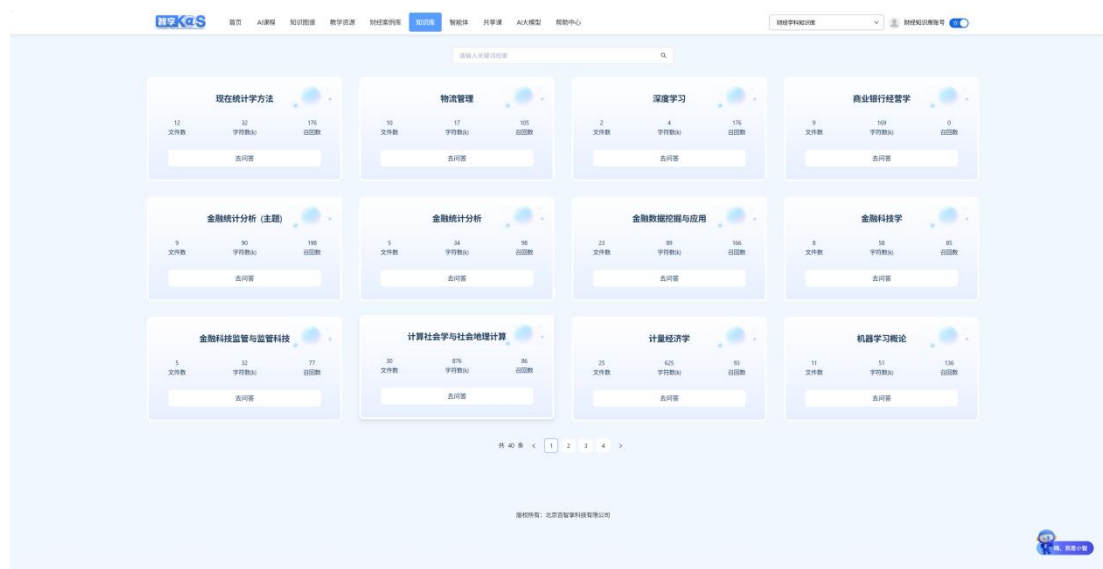 智享K@S 首页 AI课程 知识图谱 教学资源 财经案例库 知识库 智能体 共享课 AI大模型 帮助中心 财经学科知识库 财经知识库账号
请输入关键词检索
现在统计学方法 物流管理 深度学习 商业银行经营学
12 32 176 10 17 105 2 4 176 9 169 0
文件数 字符数(k) 召回数 文件数 字符数(k) 召回数 文件数 字符数(k) 召回数 文件数 字符数(k) 召回数
去问答 去问答 去问答 去问答
金融统计分析 (主题) 金融统计分析 金融数据挖掘与应用 金融科技学
9 90 198 5 34 98 23 89 166 8 58 85
文件数 字符数(k) 召回数 文件数 字符数(k) 召回数 文件数 字符数(k) 召回数 文件数 字符数(k) 召回数
去问答 去问答 去问答 去问答
金融科技监管与监管科技 计算社会学与社会地理计算 计量经济学 机器学习概论
5 32 77 30 876 86 25 625 93 11 51 136
文件数 字符数(k) 召回数 文件数 字符数(k) 召回数 文件数 字符数(k) 召回数 文件数 字符数(k) 召回数
去问答 去问答 去问答 去问答
共 40 条 < 1 2 3 4 >
版权所有：北京百智享科技有限公司
嗨，我是小智